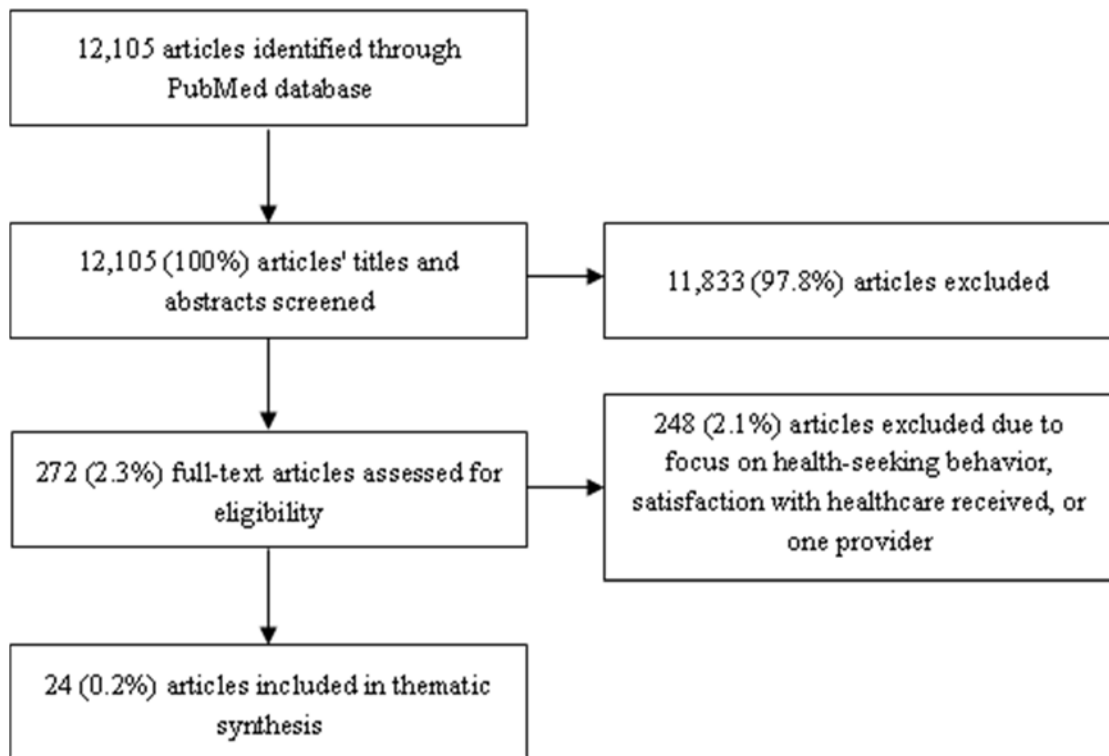 12,105 articles identified through
PubMed database
12,105 (100%) articles' titles and
abstracts screened
11,833 (97.8%) articles excluded
272 (2.3%) full-text articles assessed for
eligibility
248 (2.1%) articles excluded due to
focus on health-seeking behavior,
satisfaction with healthcare received, or
one provider
24 (0.2%) articles included in thematic
synthesis